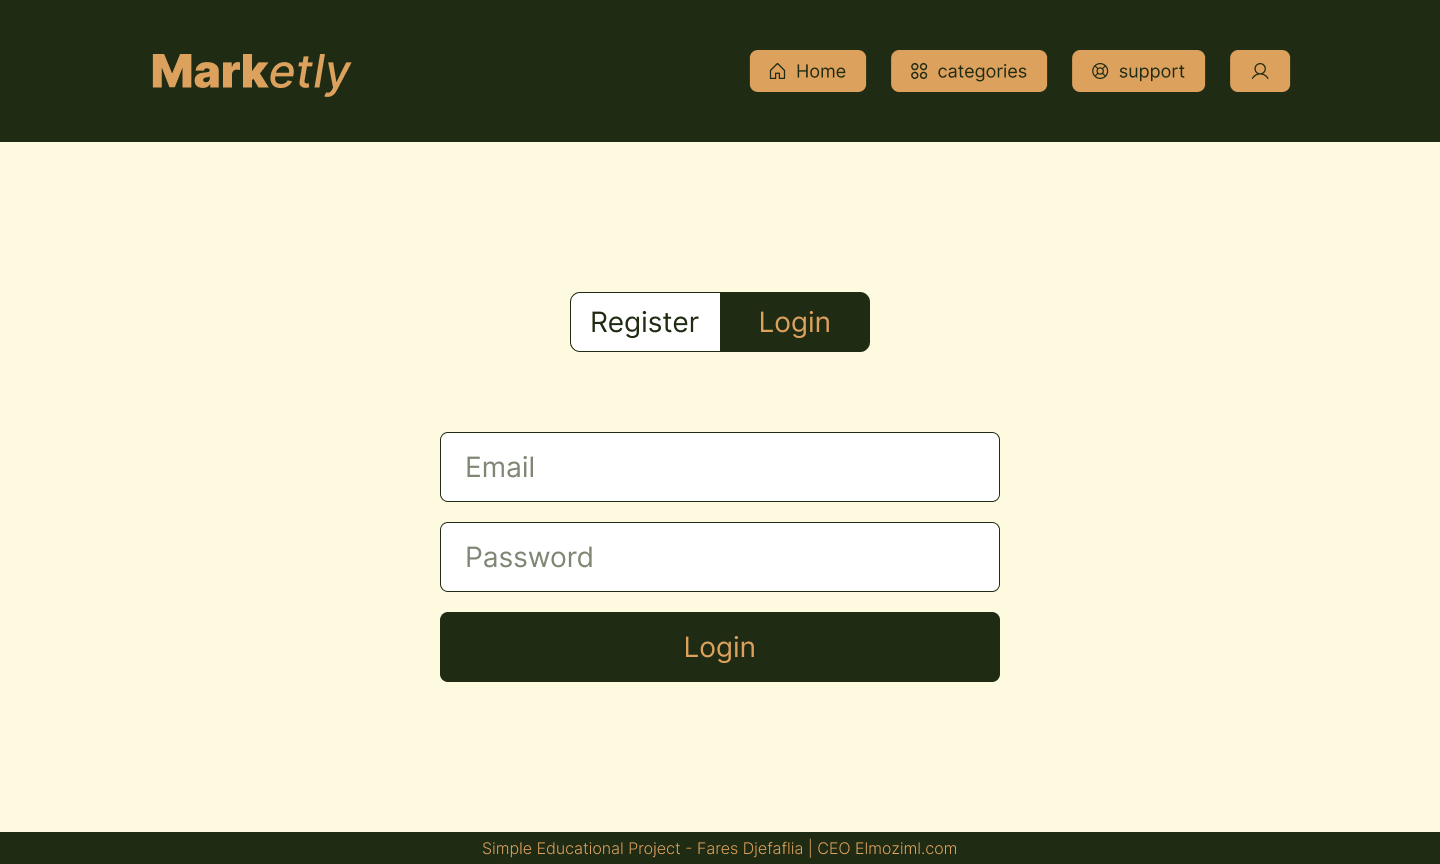 Marketly
Home categories support
Register Login
Email
Password
Login
Simple Educational Project - Fares Djefaflia | CEO Elmoziml.com